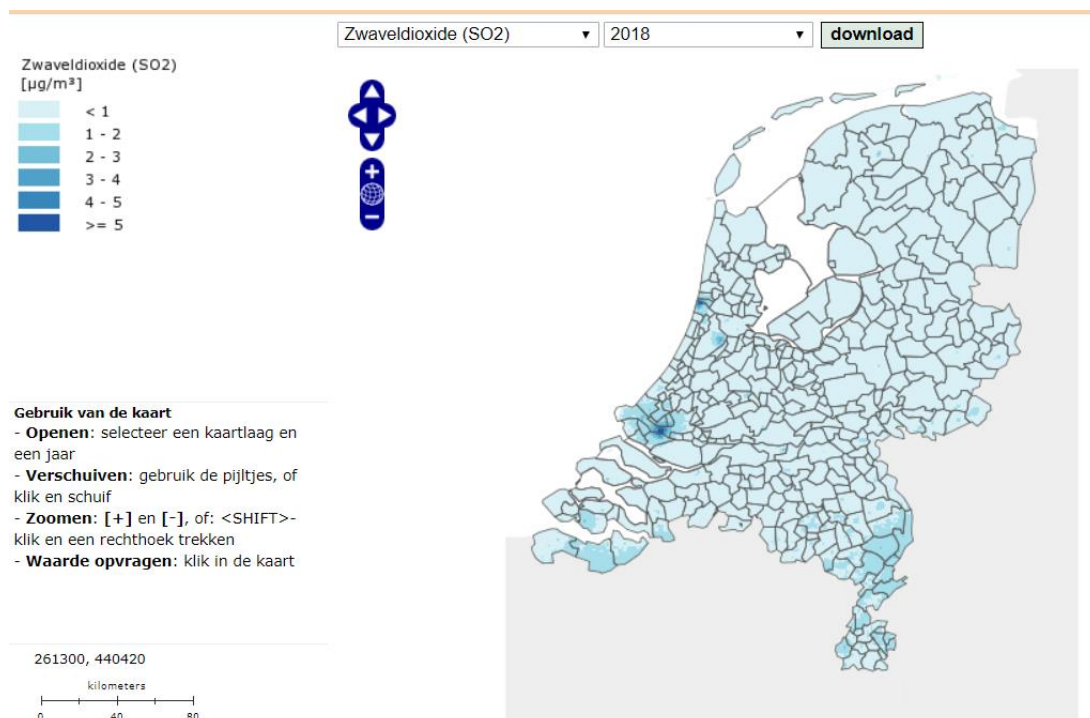 Zwaveldioxide (SO2)
2018
download
Zwaveldioxide (SO2)
[µg/m³]
< 1
1 - 2
2 - 3
3 - 4
4 - 5
>= 5
Gebruik van de kaart
- Openen: selecteer een kaartlaag en
een jaar
- Verschuiven: gebruik de pijltjes, of
klik en schuif
- Zoomen: [+] en [-], of: <SHIFT>-
klik en een rechthoek trekken
- Waarde opvragen: klik in de kaart
261300, 440420
kilometers
0 40 80